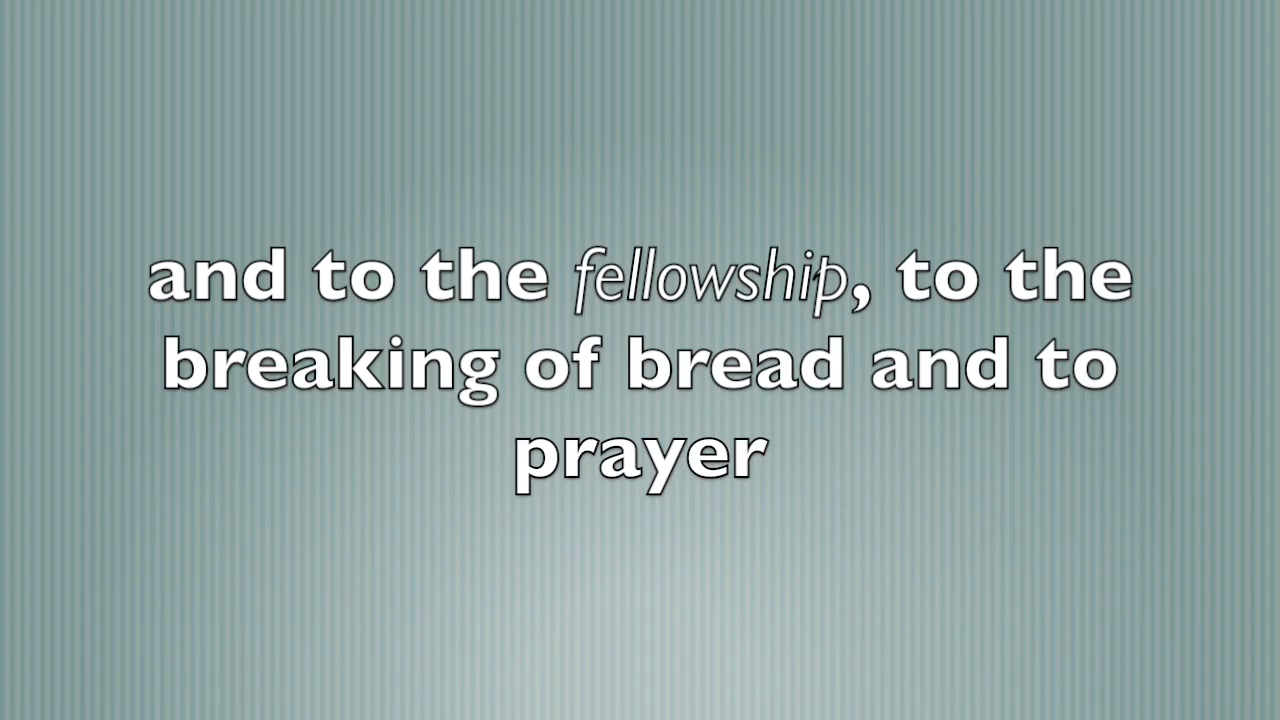 and to the fellowship, to the
breaking of bread and to
prayer